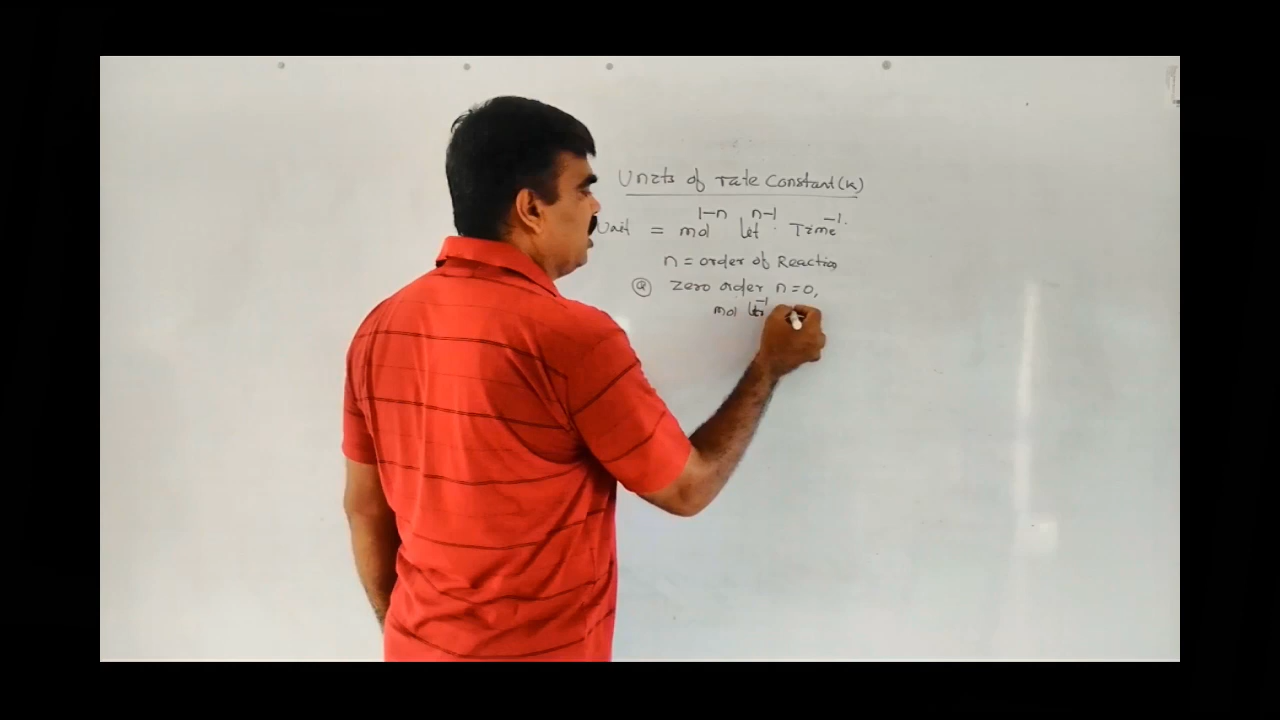 Units of rate Constant (k)
Unit = mol^1-n lit^n-1 . Time^-1.
n = order of Reaction
Q Zero order n = 0,
mol lit^-1